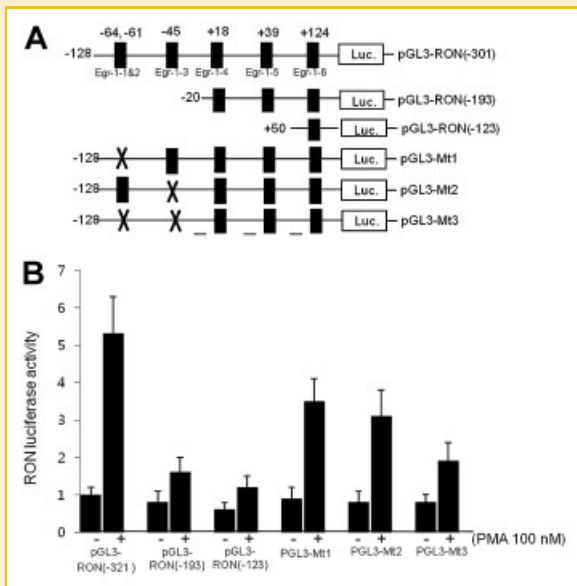 A
-64, -61 -45 +18 +39 +124
-128 Luc. pGL3-RON(-301)
Egr-1-1&2 Egr-1-3 Egr-1-4 Egr-1-5 Egr-1-6
-20 Luc. pGL3-RON(-193)
+50 Luc. pGL3-RON(-123)
-128 X Luc. pGL3-Mt1
-128 X Luc. pGL3-Mt2
-128 X X Luc. pGL3-Mt3
B
RON luciferase activity
7
6
5
4
3
2
1
0
- + - + - + - + - + - + (PMA 100 nM)
pGL3-RON(-321) pGL3-RON(-193) pGL3-RON(-123) PGL3-Mt1 PGL3-Mt2 PGL3-Mt3